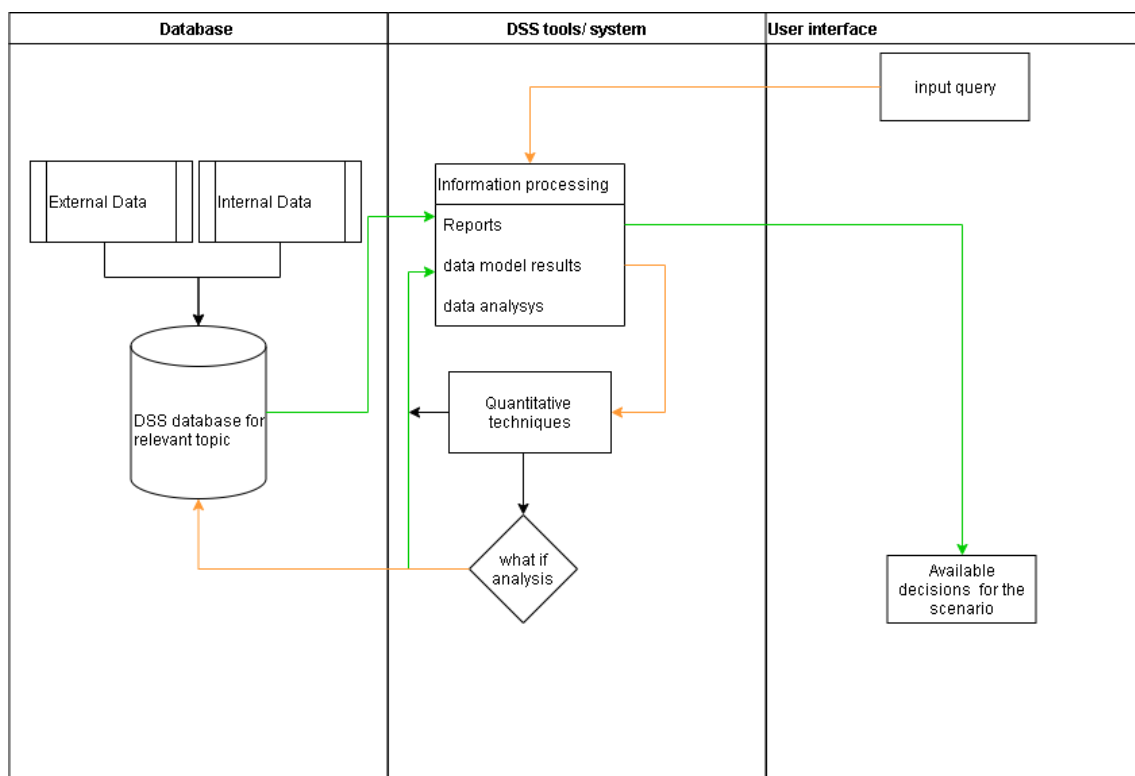 Database
DSS tools/ system
User interface
input query
External Data
Internal Data
Information processing
Reports
data model results
data analysys
DSS database for
relevant topic
Quantitative
techniques
what if
analysis
Available
decisions for the
scenario